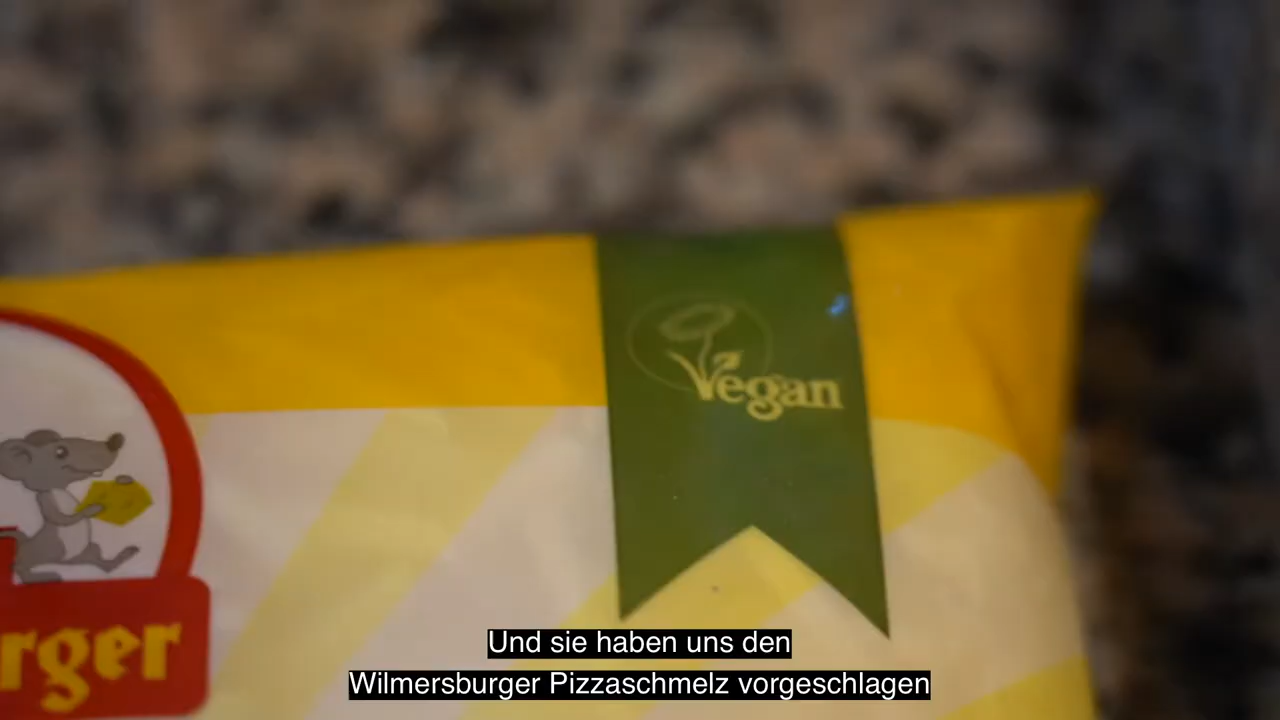 Vegan
rger
Und sie haben uns den
Wilmersburger Pizzaschmelz vorgeschlagen